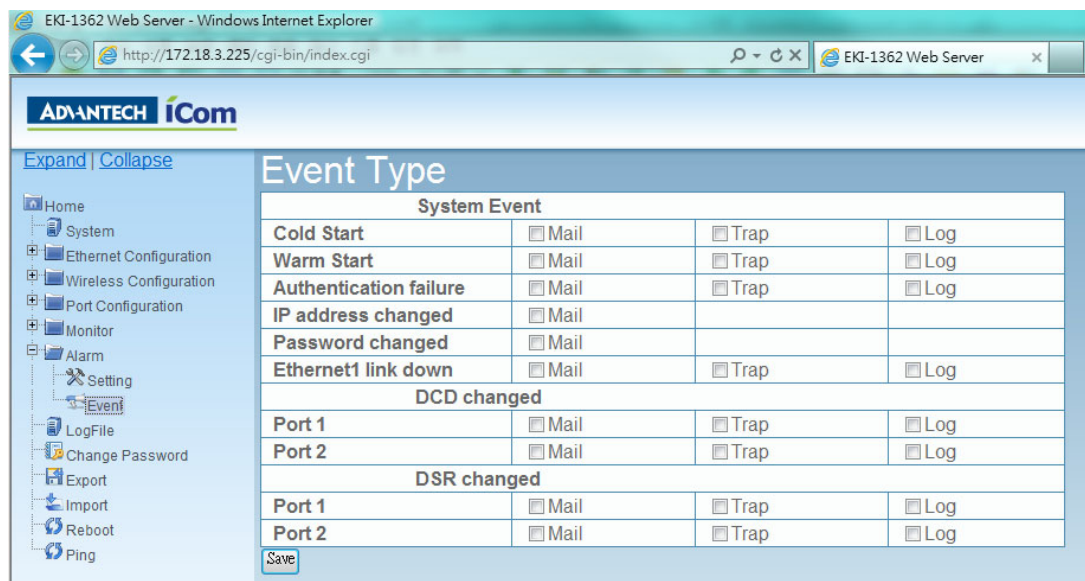 EKI-1362 Web Server - Windows Internet Explorer
http://172.18.3.225/cgi-bin/index.cgi
EKI-1362 Web Server
ADVANTECH iCom
Expand | Collapse
Home
System
Ethernet Configuration
Wireless Configuration
Port Configuration
Monitor
Alarm
Setting
Event
LogFile
Change Password
Export
Import
Reboot
Ping
Event Type
System Event
Cold Start Mail Trap Log
Warm Start Mail Trap Log
Authentication failure Mail Trap Log
IP address changed Mail
Password changed Mail
Ethernet1 link down Mail Trap Log
DCD changed
Port 1 Mail Trap Log
Port 2 Mail Trap Log
DSR changed
Port 1 Mail Trap Log
Port 2 Mail Trap Log
Save